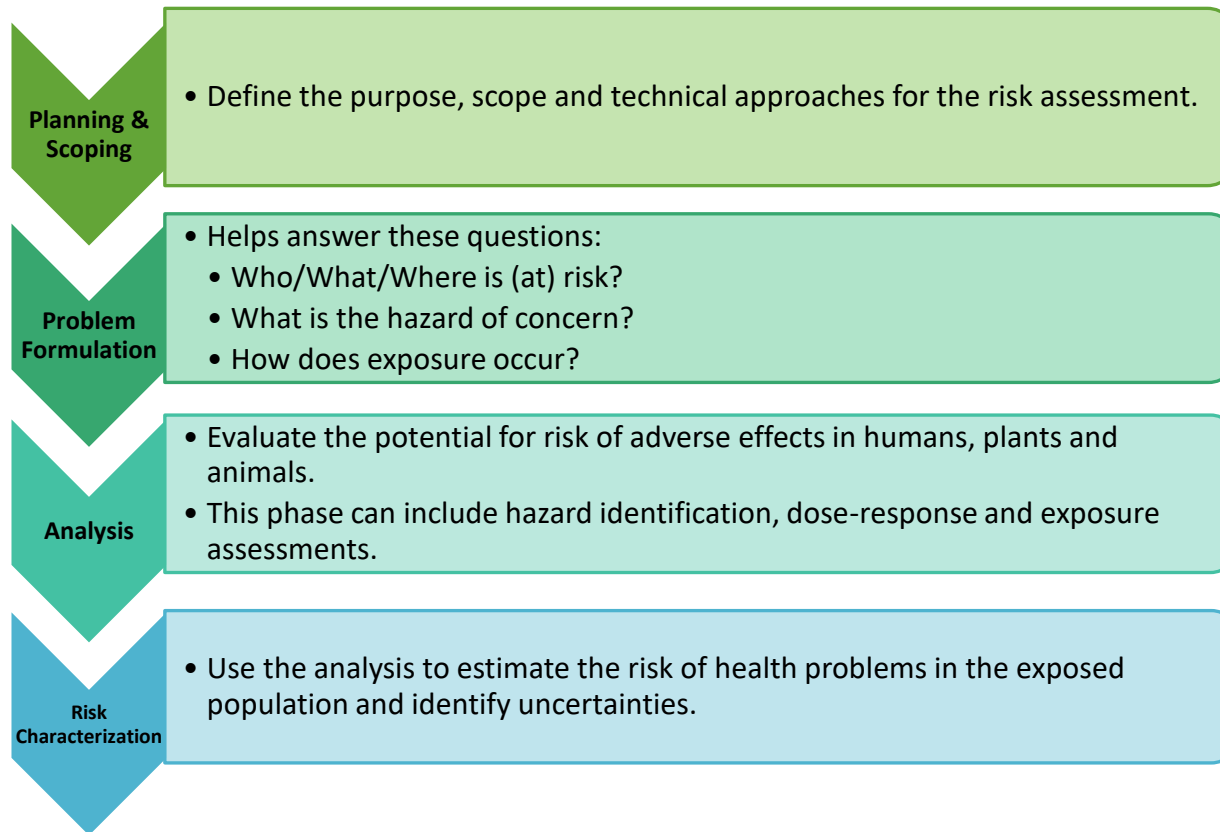 Planning &
Scoping
• Define the purpose, scope and technical approaches for the risk assessment.
Problem
Formulation
• Helps answer these questions:
• Who/What/Where is (at) risk?
• What is the hazard of concern?
• How does exposure occur?
Analysis
• Evaluate the potential for risk of adverse effects in humans, plants and
animals.
• This phase can include hazard identification, dose-response and exposure
assessments.
Risk
Characterization
• Use the analysis to estimate the risk of health problems in the exposed
population and identify uncertainties.